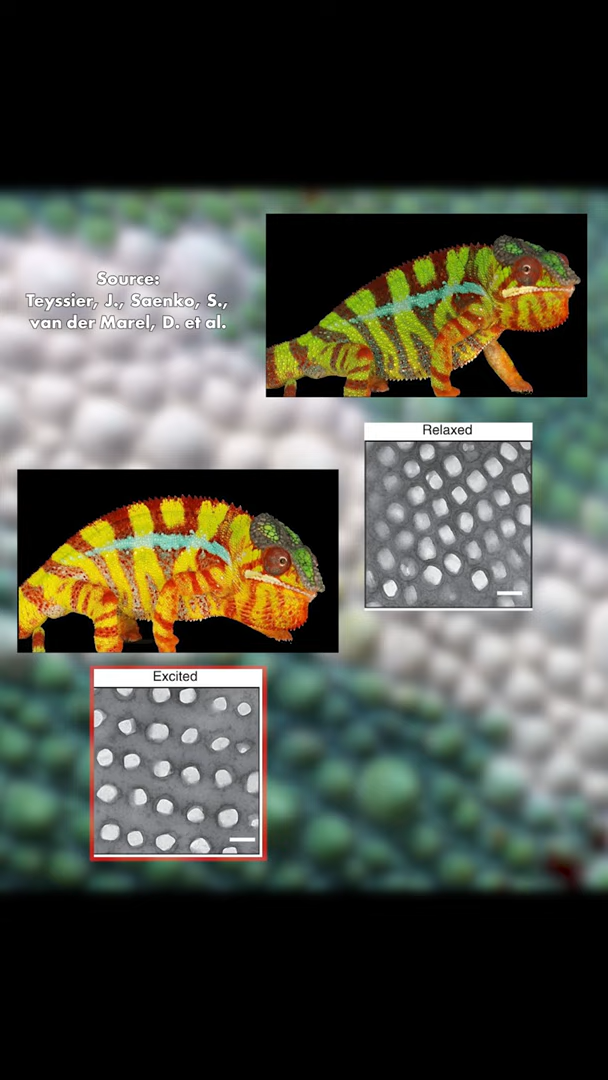 Source:
Teyssier, J., Saenko, S.,
van der Marel, D. et al.
Relaxed
Excited